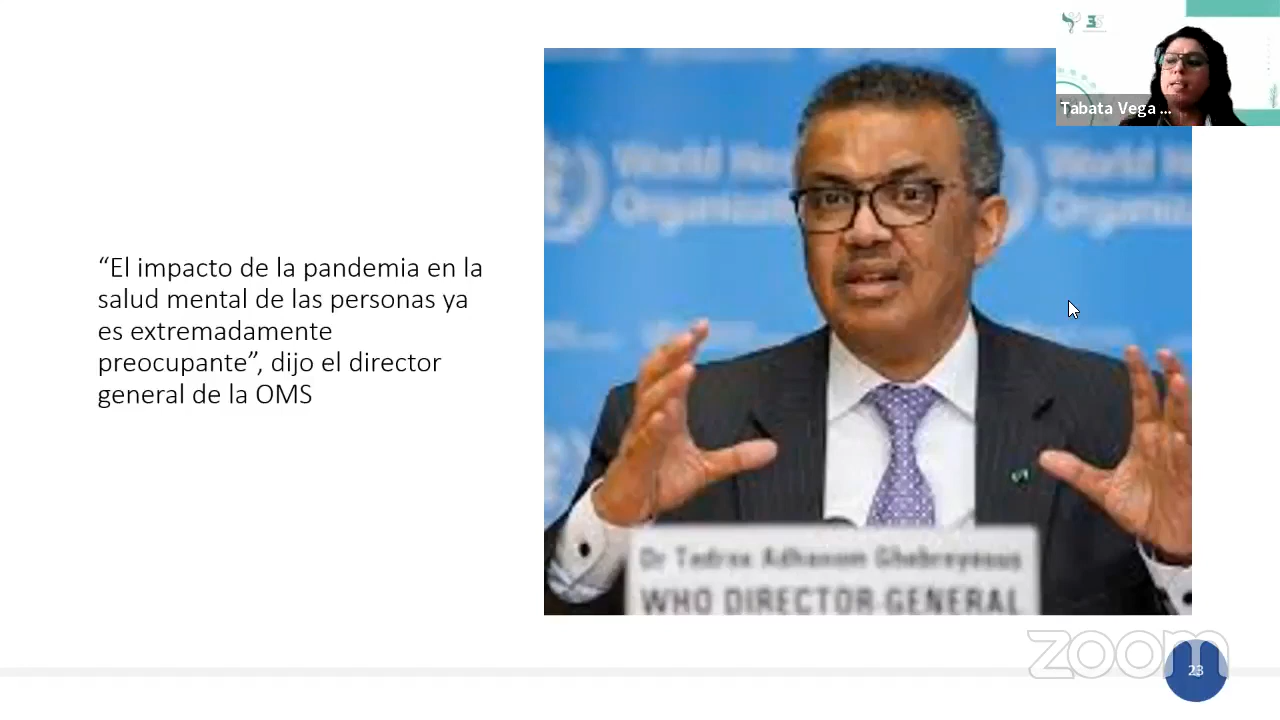 “El impacto de la pandemia en la
salud mental de las personas ya
es extremadamente
preocupante”, dijo el director
general de la OMS
World Health
Organization
World
Organiz
Dr Tedros Adhanom Ghebreyesus
WHO DIRECTOR-GENERAL
Tabata Vega ...
zoom
23